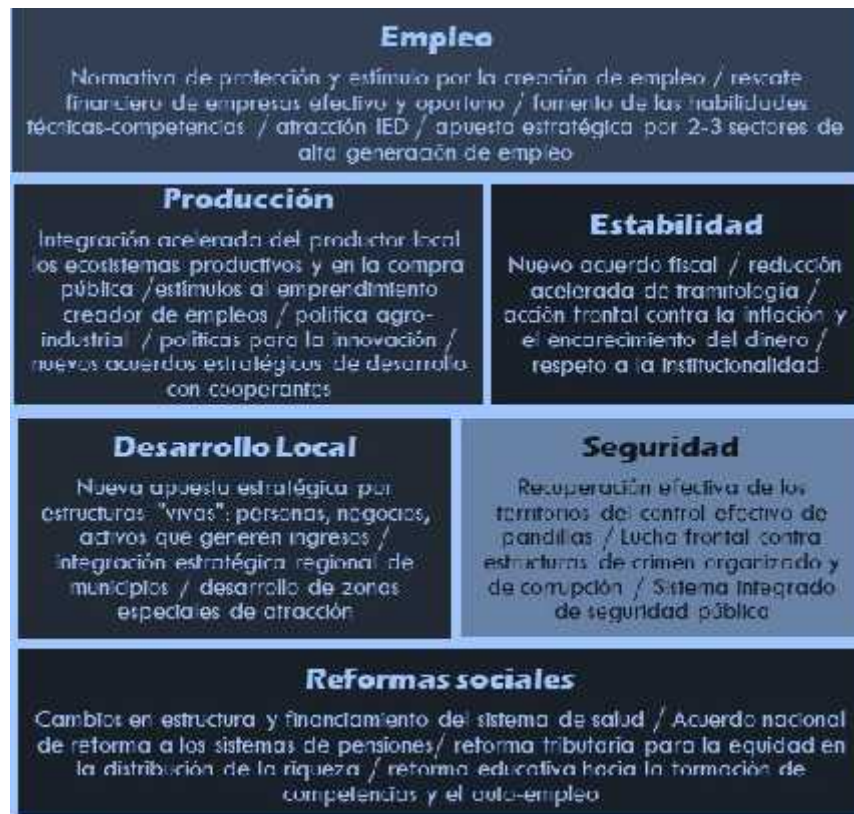 Empleo
Normativa de protección y estímulo por la creación de empleo / rescate
financiero de empresas efectivo y oportuno / fomento de las habilidades
técnicas-competencias / atracción IED / apuesta estratégica por 2-3 sectores de
alta generación de empleo
Producción
Integración acelerada del productor local
los ecosistemas productivos y en la compra
pública /estímulos al emprendimiento
creador de empleos / política agro-
industrial / políticas para la innovación /
nuevos acuerdos estratégicos de desarrollo
con cooperantes
Estabilidad
Nuevo acuerdo fiscal / reducción
acelerada de tramitología /
acción frontal contra la inflación y
el encarecimiento del dinero /
respeto a la institucionalidad
Desarrollo Local
Nueva apuesta estratégica por
estructuras "vivas": personas, negocios,
activos que generen ingresos /
integración estratégica regional de
municipios / desarrollo de zonas
especiales de atracción
Seguridad
Recuperación efectiva de los
territorios del control efectivo de
pandillas / Lucha frontal contra
estructuras de crimen organizado y
de corrupción / Sistema integrado
de seguridad pública
Reformas sociales
Cambios en estructura y financiamiento del sistema de salud / Acuerdo nacional
de reforma a los sistemas de pensiones/ reforma tributaria para la equidad en
la distribución de la riqueza / reforma educativa hacia la formación de
competencias y el auto-empleo